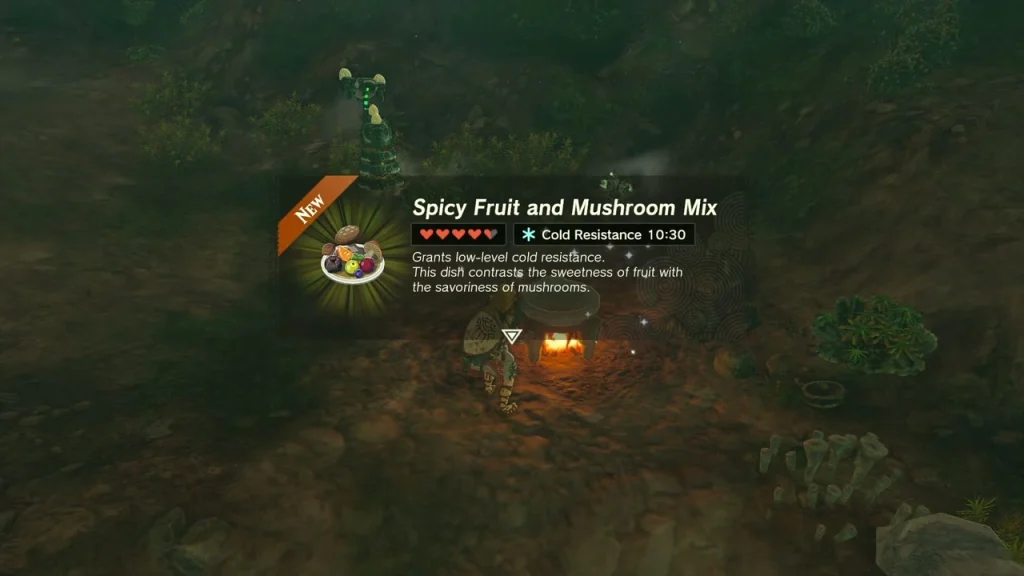 NEW
Spicy Fruit and Mushroom Mix
Cold Resistance 10:30
Grants low-level cold resistance.
This dish contrasts the sweetness of fruit with
the savoriness of mushrooms.